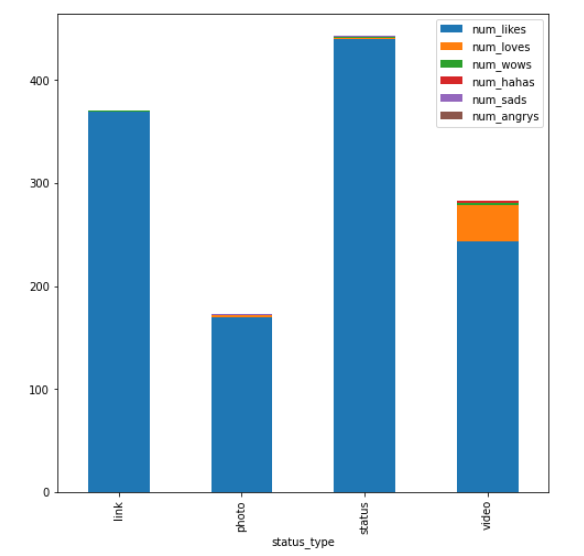 num_likes
num_loves
num_wows
num_hahas
num_sads
num_angrys
400
300
200
100
0
link
photo
status
video
status_type